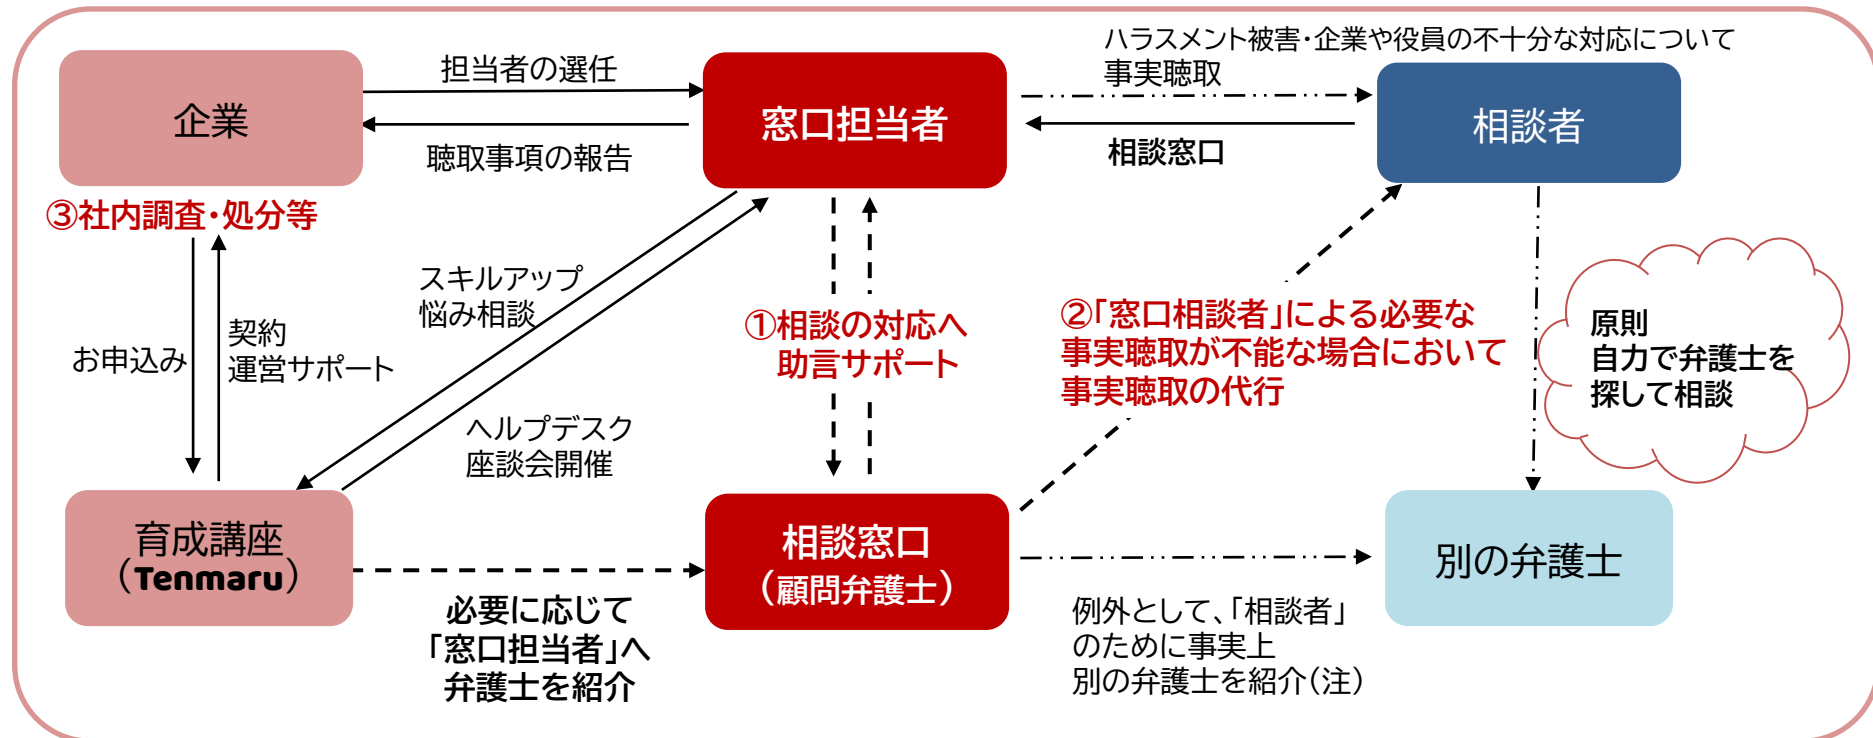 ハラスメント被害・企業や役員の不十分な対応について
事実聴取
担当者の選任
企業
窓口担当者
相談者
聴取事項の報告
相談窓口
③社内調査・処分等
スキルアップ
悩み相談
契約
運営サポート
お申込み
①相談の対応へ
助言サポート
②「窓口相談者」による必要な
事実聴取が不能な場合において
事実聴取の代行
原則
自力で弁護士を
探して相談
ヘルプデスク
座談会開催
育成講座
（Tenmaru）
相談窓口
（顧問弁護士）
別の弁護士
必要に応じて
「窓口担当者」へ
弁護士を紹介
例外として、「相談者」
のために事実上
別の弁護士を紹介（注）